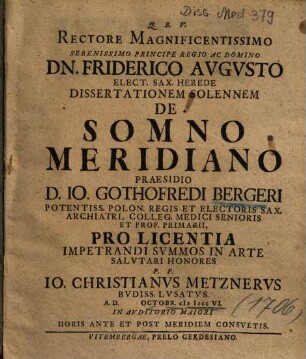 Diss. Med 379
Q. B. V.
RECTORE MAGNIFICENTISSIMO
SERENISSIMO PRINCIPE REGIO AC DOMINO
DN. FRIDERICO AVGVSTO
ELECT. SAX. HEREDE
DISSERTATIONEM SOLENNEM
DE
SOMNO
MERIDIANO
PRAESIDIO
D. IO. GOTHOFREDI BERGERI
POTENTISS. POLON. REGIS ET ELECTORIS SAX.
ARCHIATRI, COLLEG. MEDICI SENIORIS
ET PROF. PRIMARII,
PRO LICENTIA
IMPETRANDI SVMMOS IN ARTE
SALVTARI HONORES
P. P.
IO. CHRISTIANVS METZNERVS
BVDISS. LVSATVS.
A. D. OCTOBR. cIɔ Iɔcc VI.
IN AVDITORIO MAIORI
(1706)
HORIS ANTE ET POST MERIDIEM CONSVETIS.
VITEMBERGAE, PRELO GERDESIANO.